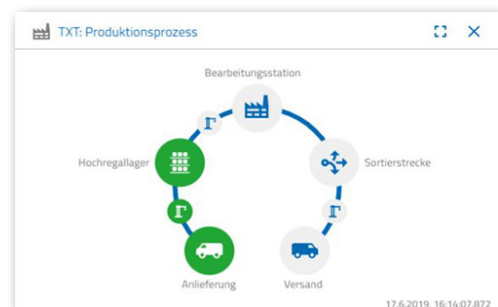 TXT: Produktionsprozess
Bearbeitungsstation
Hochregallager
Sortierstrecke
Anlieferung
Versand
17.6.2019, 16:14:07.872